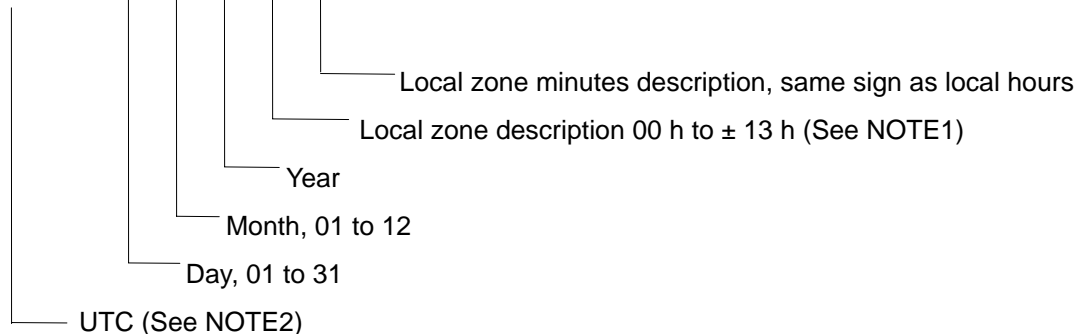 Local zone minutes description, same sign as local hours
Local zone description 00 h to ± 13 h (See NOTE1)
Year
Month, 01 to 12
Day, 01 to 31
UTC (See NOTE2)